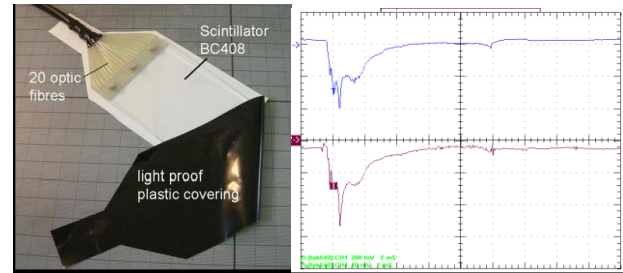 Scintillator
BC408
20 optic
fibres
light proof
plastic covering